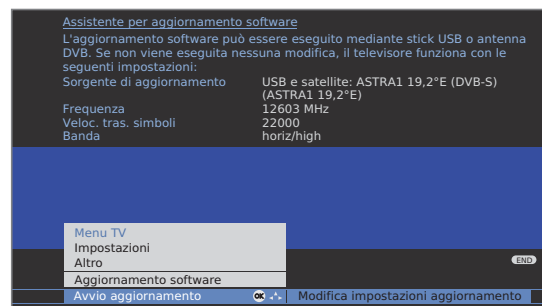 Assistente per aggiornamento software
L'aggiornamento software può essere eseguito mediante stick USB o antenna
DVB. Se non viene eseguita nessuna modifica, il televisore funziona con le
seguenti impostazioni:
Sorgente di aggiornamento USB e satellite: ASTRA1 19,2°E (DVB-S)
(ASTRA1 19,2°E)
Frequenza 12603 MHz
Veloc. tras. simboli 22000
Banda horiz/high
Menu TV
Impostazioni
Altro
END
Aggiornamento software
Avvio aggiornamento OK Modifica impostazioni aggiornamento